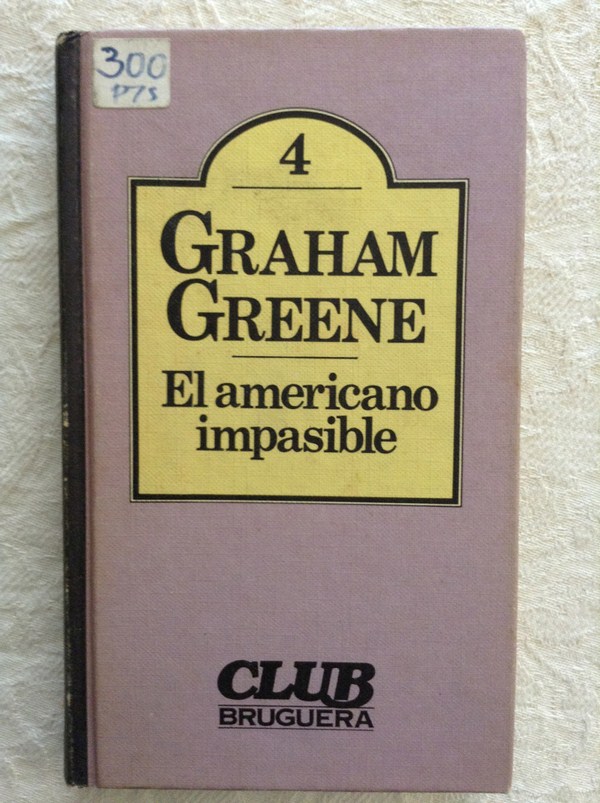 300
PTS
4
GRAHAM
GREENE
El americano
impasible
CLUB
BRUGUERA